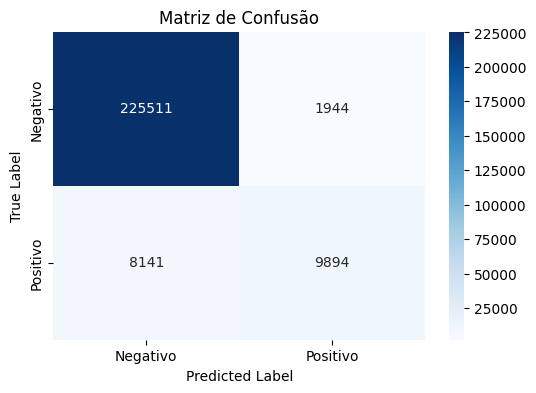 Matriz de Confusão
True Label
Negativo
225511
1944
Positivo
8141
9894
Negativo
Positivo
Predicted Label
225000
200000
175000
150000
125000
100000
75000
50000
25000